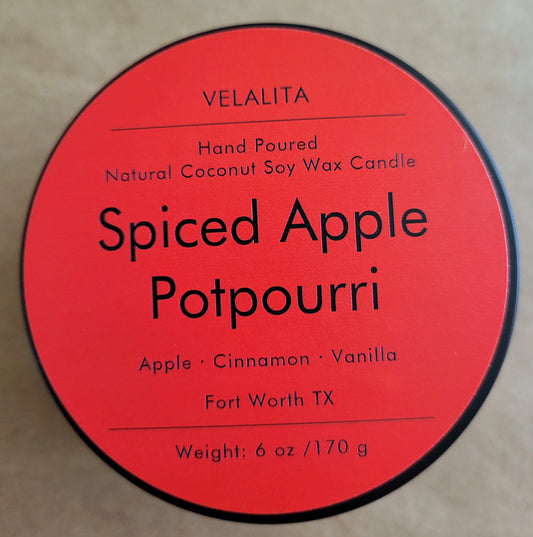 VELALITA
Hand Poured
Natural Coconut Soy Wax Candle
Spiced Apple
Potpourri
Apple · Cinnamon · Vanilla
Fort Worth TX
Weight: 6 oz /170 g